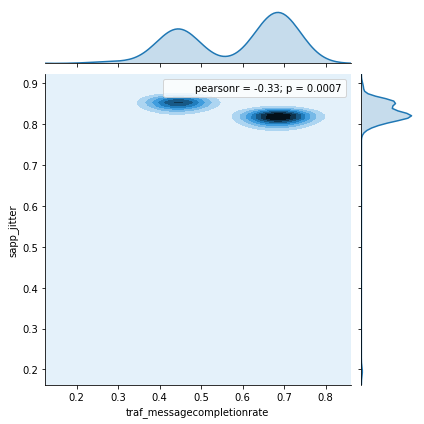 pearsonr = -0.33; p = 0.0007
0.9
0.8
0.7
0.6
0.5
0.4
0.3
0.2
sapp_jitter
0.2 0.3 0.4 0.5 0.6 0.7 0.8
traf_messagecompletionrate